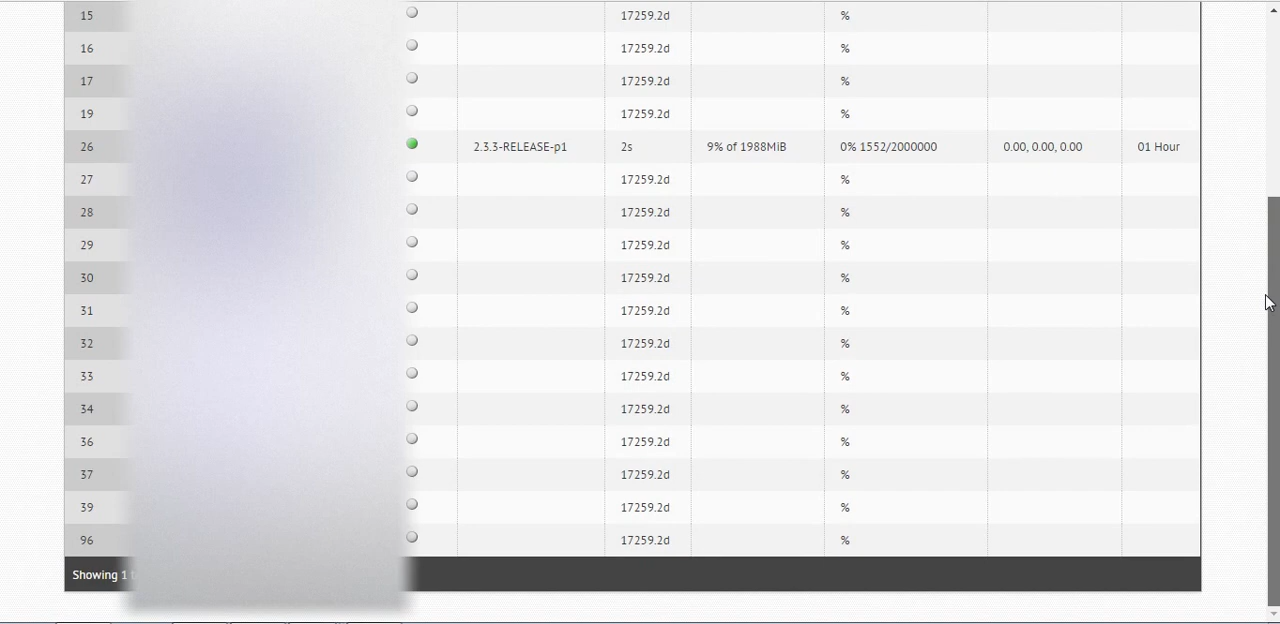 15 17259.2d %
16 17259.2d %
17 17259.2d %
19 17259.2d %
26 2.3.3-RELEASE-p1 2s 9% of 1988MiB 0% 1552/2000000 0.00, 0.00, 0.00 01 Hour
27 17259.2d %
28 17259.2d %
29 17259.2d %
30 17259.2d %
31 17259.2d %
32 17259.2d %
33 17259.2d %
34 17259.2d %
36 17259.2d %
37 17259.2d %
39 17259.2d %
96 17259.2d %
Showing 1